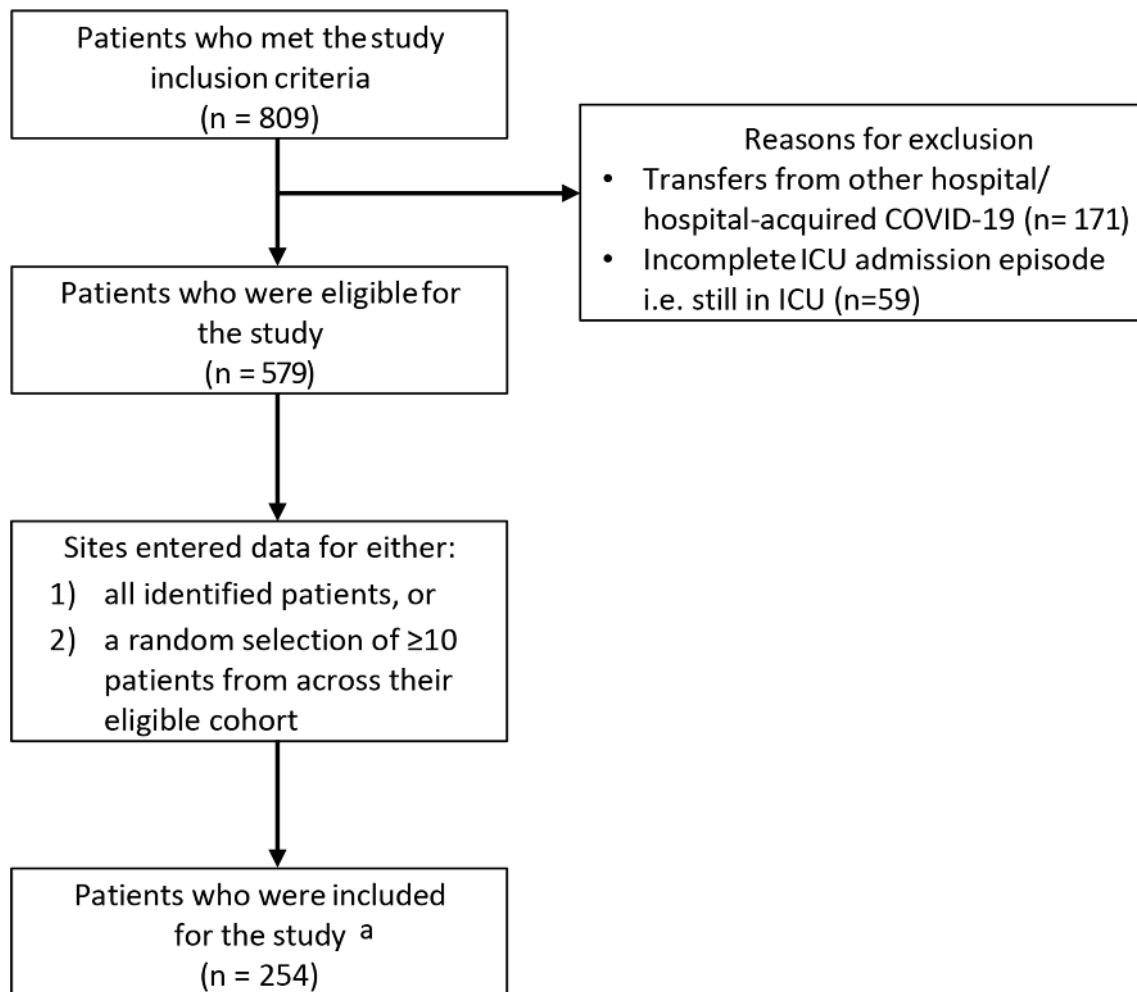 Patients who met the study
inclusion criteria
(n = 809)
Reasons for exclusion
• Transfers from other hospital/
hospital-acquired COVID-19 (n= 171)
• Incomplete ICU admission episode
i.e. still in ICU (n=59)
Patients who were eligible for
the study
(n = 579)
Sites entered data for either:
1) all identified patients, or
2) a random selection of ≥10
patients from across their
eligible cohort
Patients who were included
for the study a
(n = 254)